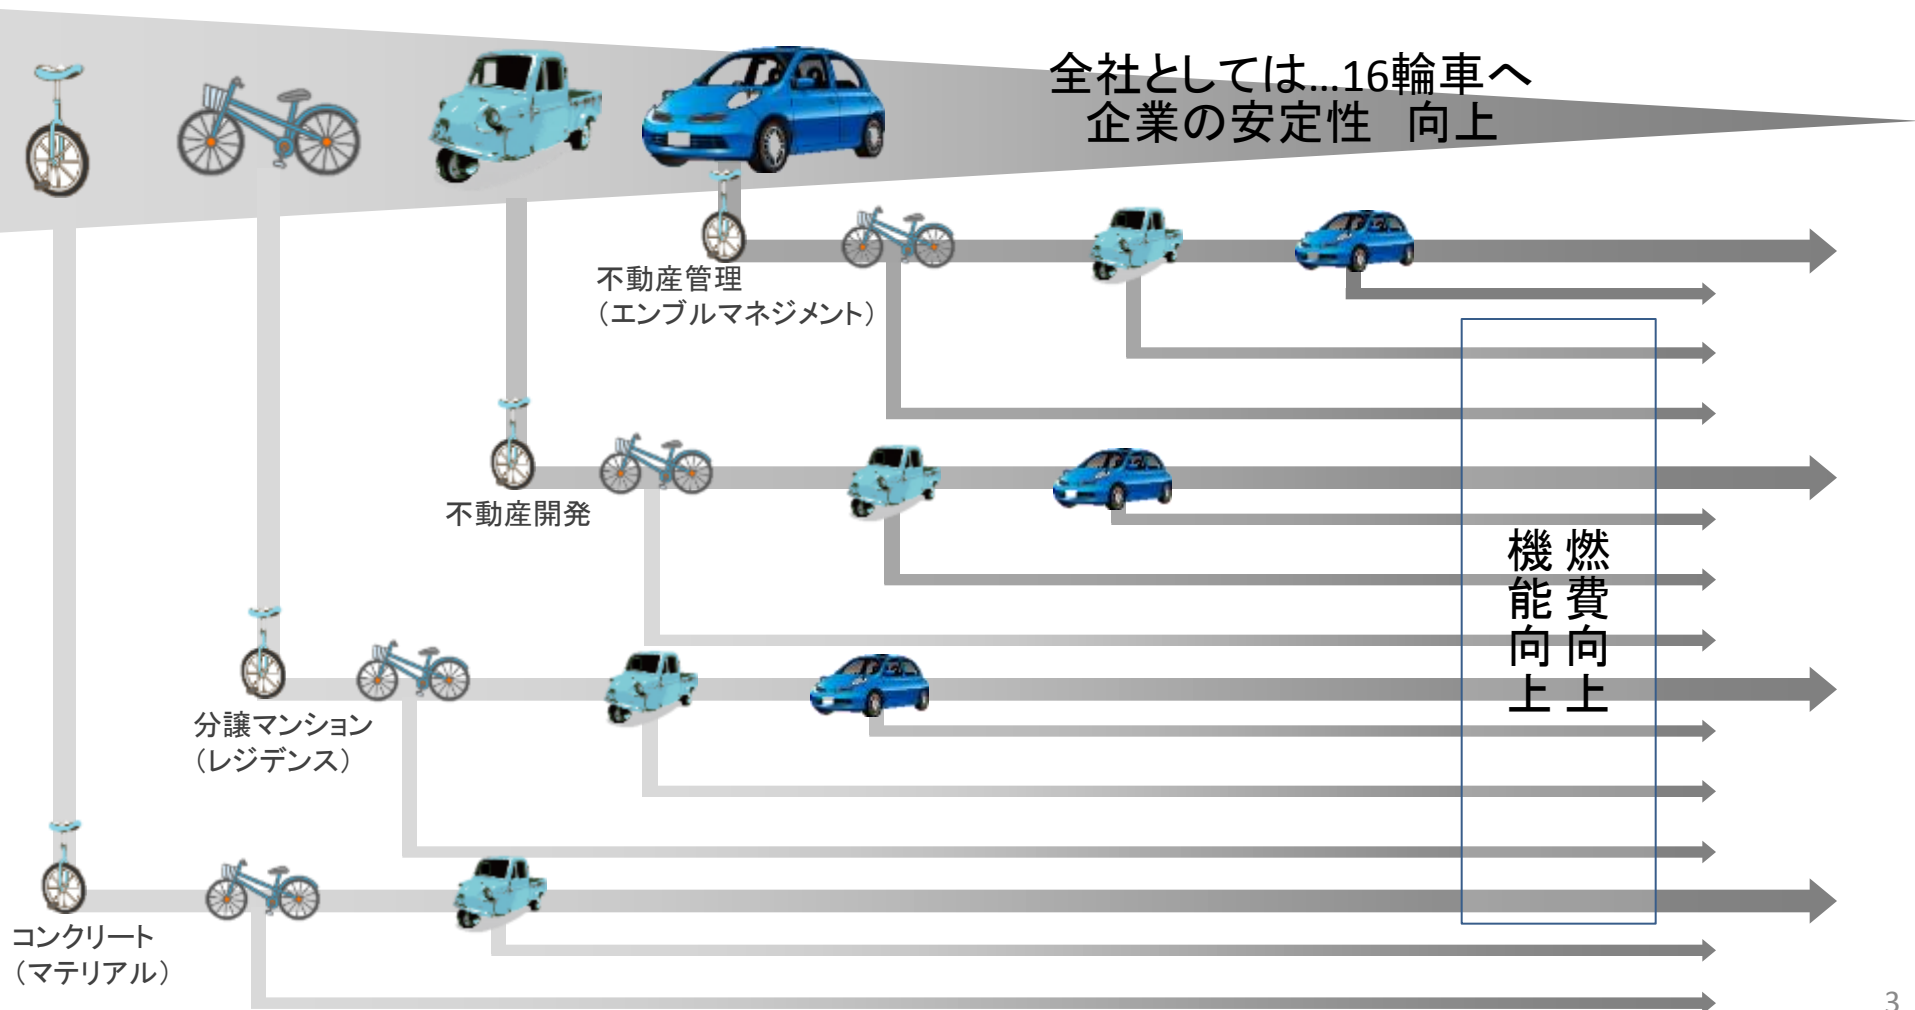 全社としては…16輪車へ
企業の安定性　向上
不動産管理
（エンブルマネジメント）
不動産開発
燃費向上
機能向上
分譲マンション
（レジデンス）
コンクリート
（マテリアル）
3